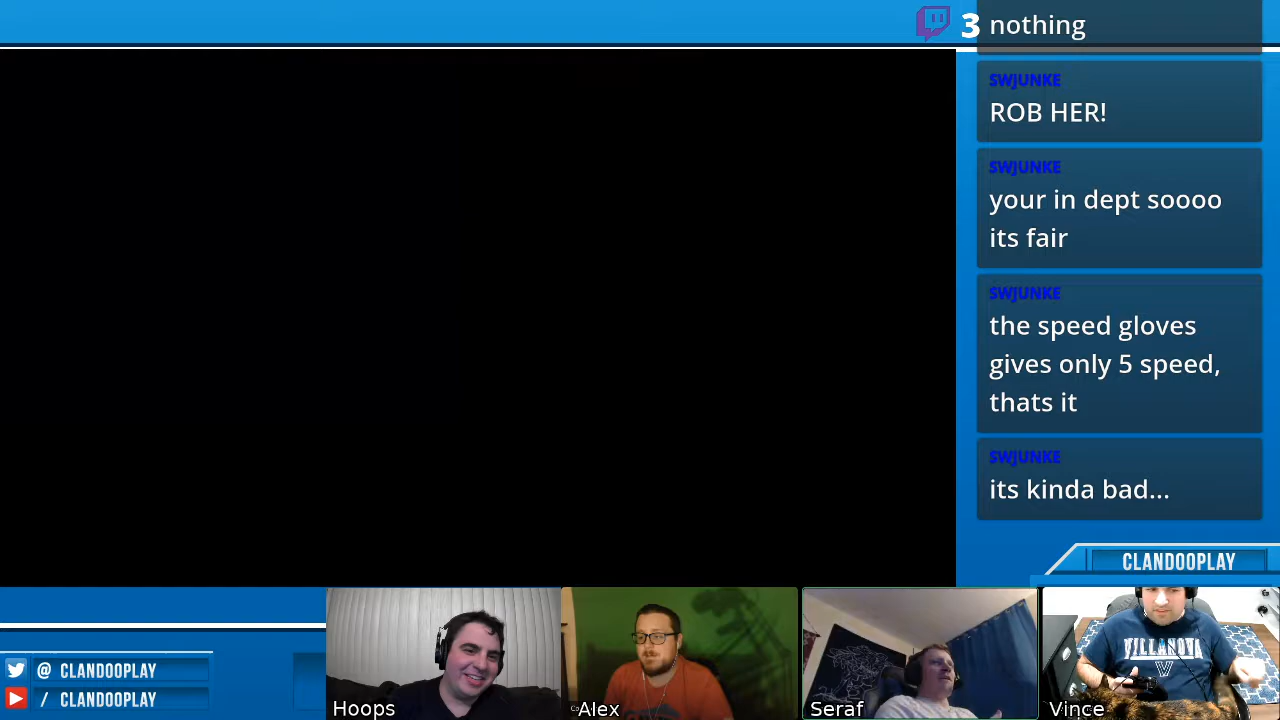 3
nothing
SWJUNKE
ROB HER!
SWJUNKE
your in dept soooo
its fair
SWJUNKE
the speed gloves
gives only 5 speed,
thats it
SWJUNKE
its kinda bad...
CLANDOOPLAY
@ CLANDOOPLAY
/ CLANDOOPLAY
Hoops
Alex
Seraf
VILLANOVA
V
Vince